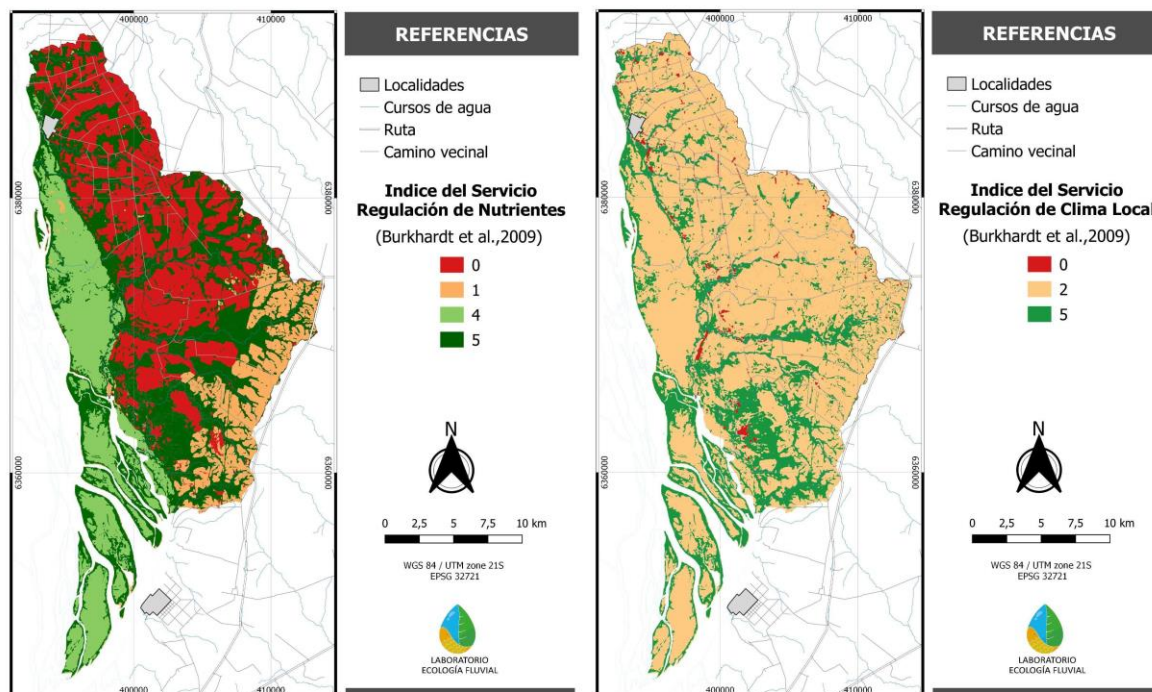 400000
410000
6380000
6360000
400000
410000
REFERENCIAS
Localidades
Cursos de agua
Ruta
Camino vecinal
Indice del Servicio
Regulación de Nutrientes
(Burkhardt et al.,2009)
0
1
4
5
N
0 2,5 5 7,5 10 km
WGS 84 / UTM zone 21S
EPSG 32721
LABORATORIO
ECOLOGÍA FLUVIAL
400000
410000
6380000
6380000
6360000
6360000
400000
410000
REFERENCIAS
Localidades
Cursos de agua
Ruta
Camino vecinal
Indice del Servicio
Regulación de Clima Local
(Burkhardt et al.,2009)
0
2
5
N
0 2,5 5 7,5 10 km
WGS 84 / UTM zone 21S
EPSG 32721
LABORATORIO
ECOLOGÍA FLUVIAL